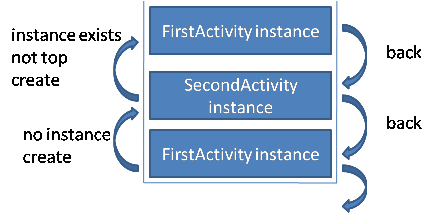 FirstActivity instance
instance exists
not top
create
back
SecondActivity
instance
back
no instance
create
FirstActivity instance